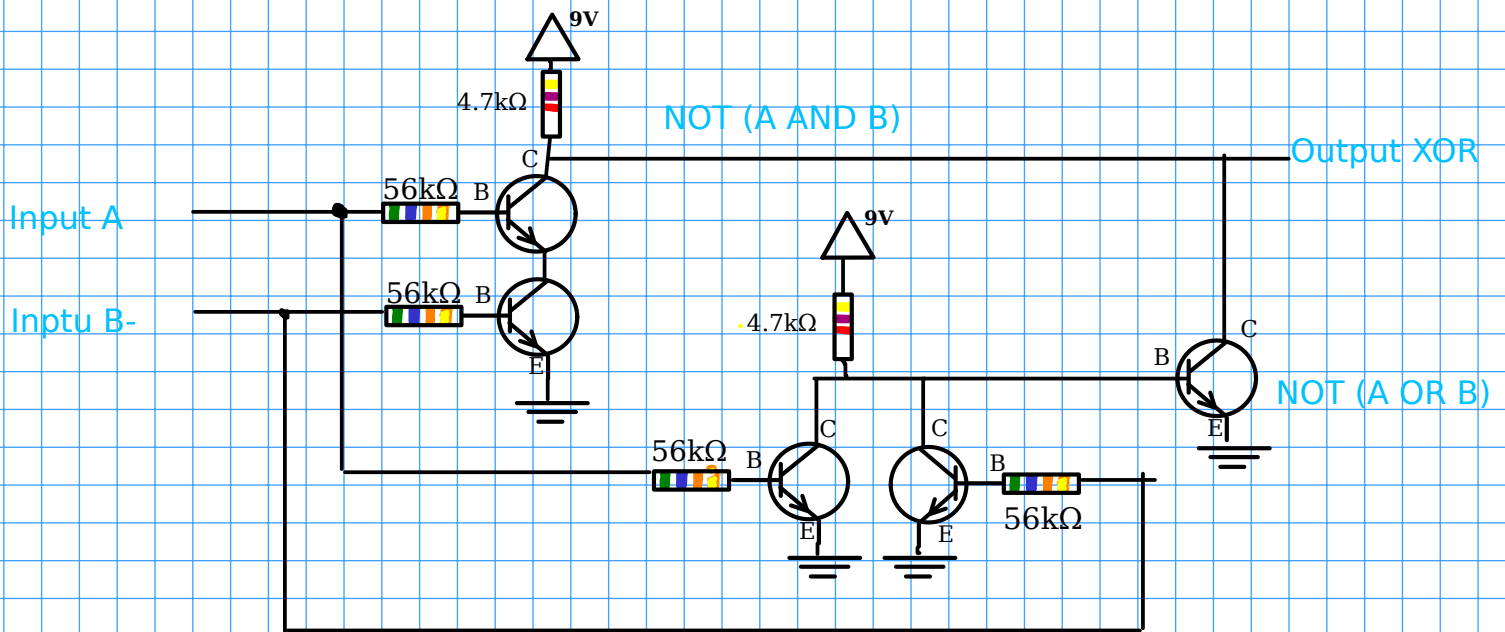 9V
4.7kΩ
NOT (A AND B)
C
Output XOR
56kΩ
B
Input A
9V
56kΩ
B
Inptu B-
4.7kΩ
C
B
E
NOT (A OR B)
C
C
E
56kΩ
B
B
56kΩ
E
E